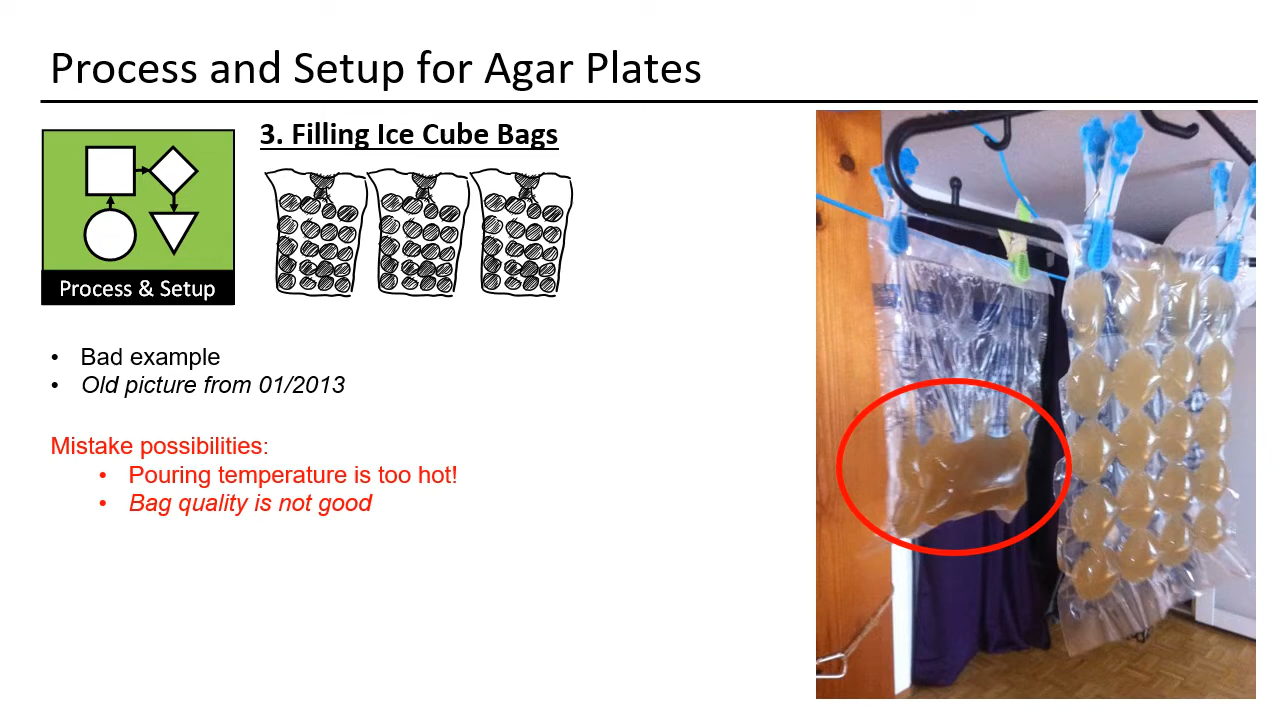 Process and Setup for Agar Plates
3. Filling Ice Cube Bags
Process & Setup
• Bad example
• Old picture from 01/2013
Mistake possibilities:
• Pouring temperature is too hot!
• Bag quality is not good